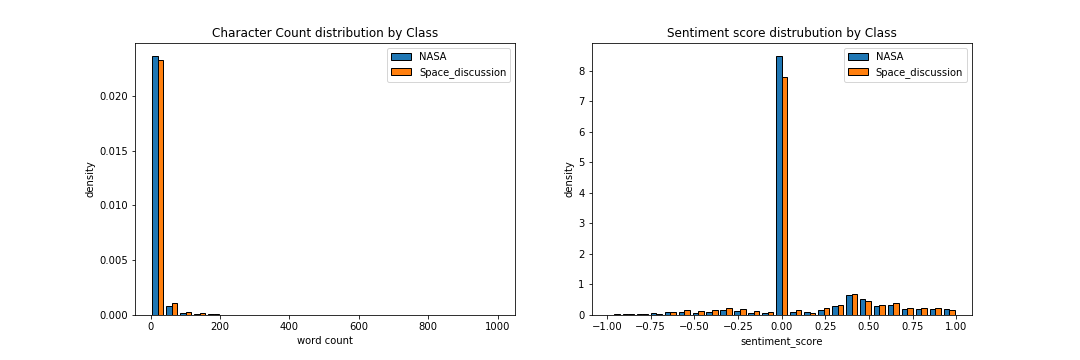 Character Count distribution by Class
NASA
Space_discussion
0.020
0.015
0.010
0.005
0.000
density
0 200 400 600 800 1000
word count
Sentiment score distrubution by Class
NASA
Space_discussion
8
7
6
5
4
3
2
1
0
density
−1.00 −0.75 −0.50 −0.25 0.00 0.25 0.50 0.75 1.00
sentiment_score